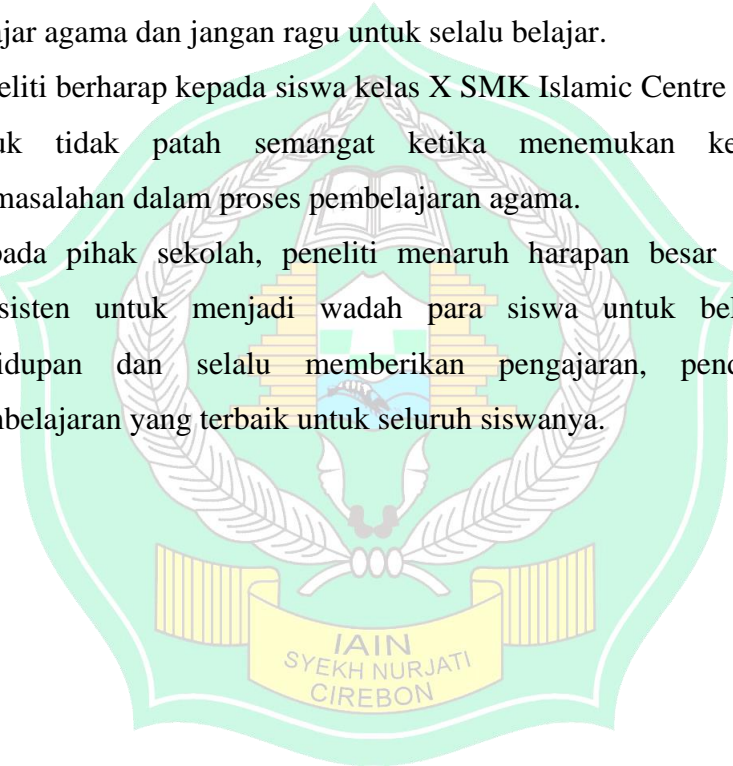 ajar agama dan jangan ragu untuk selalu belajar.
eliti berharap kepada siswa kelas X SMK Islamic Centre
uk tidak patah semangat ketika menemukan ke
masalahan dalam proses pembelajaran agama.
pada pihak sekolah, peneliti menaruh harapan besar
sisten untuk menjadi wadah para siswa untuk bel
idupan dan selalu memberikan pengajaran, pend
belajaran yang terbaik untuk seluruh siswanya.
IAIN
SYEKH NURJATI
CIREBON